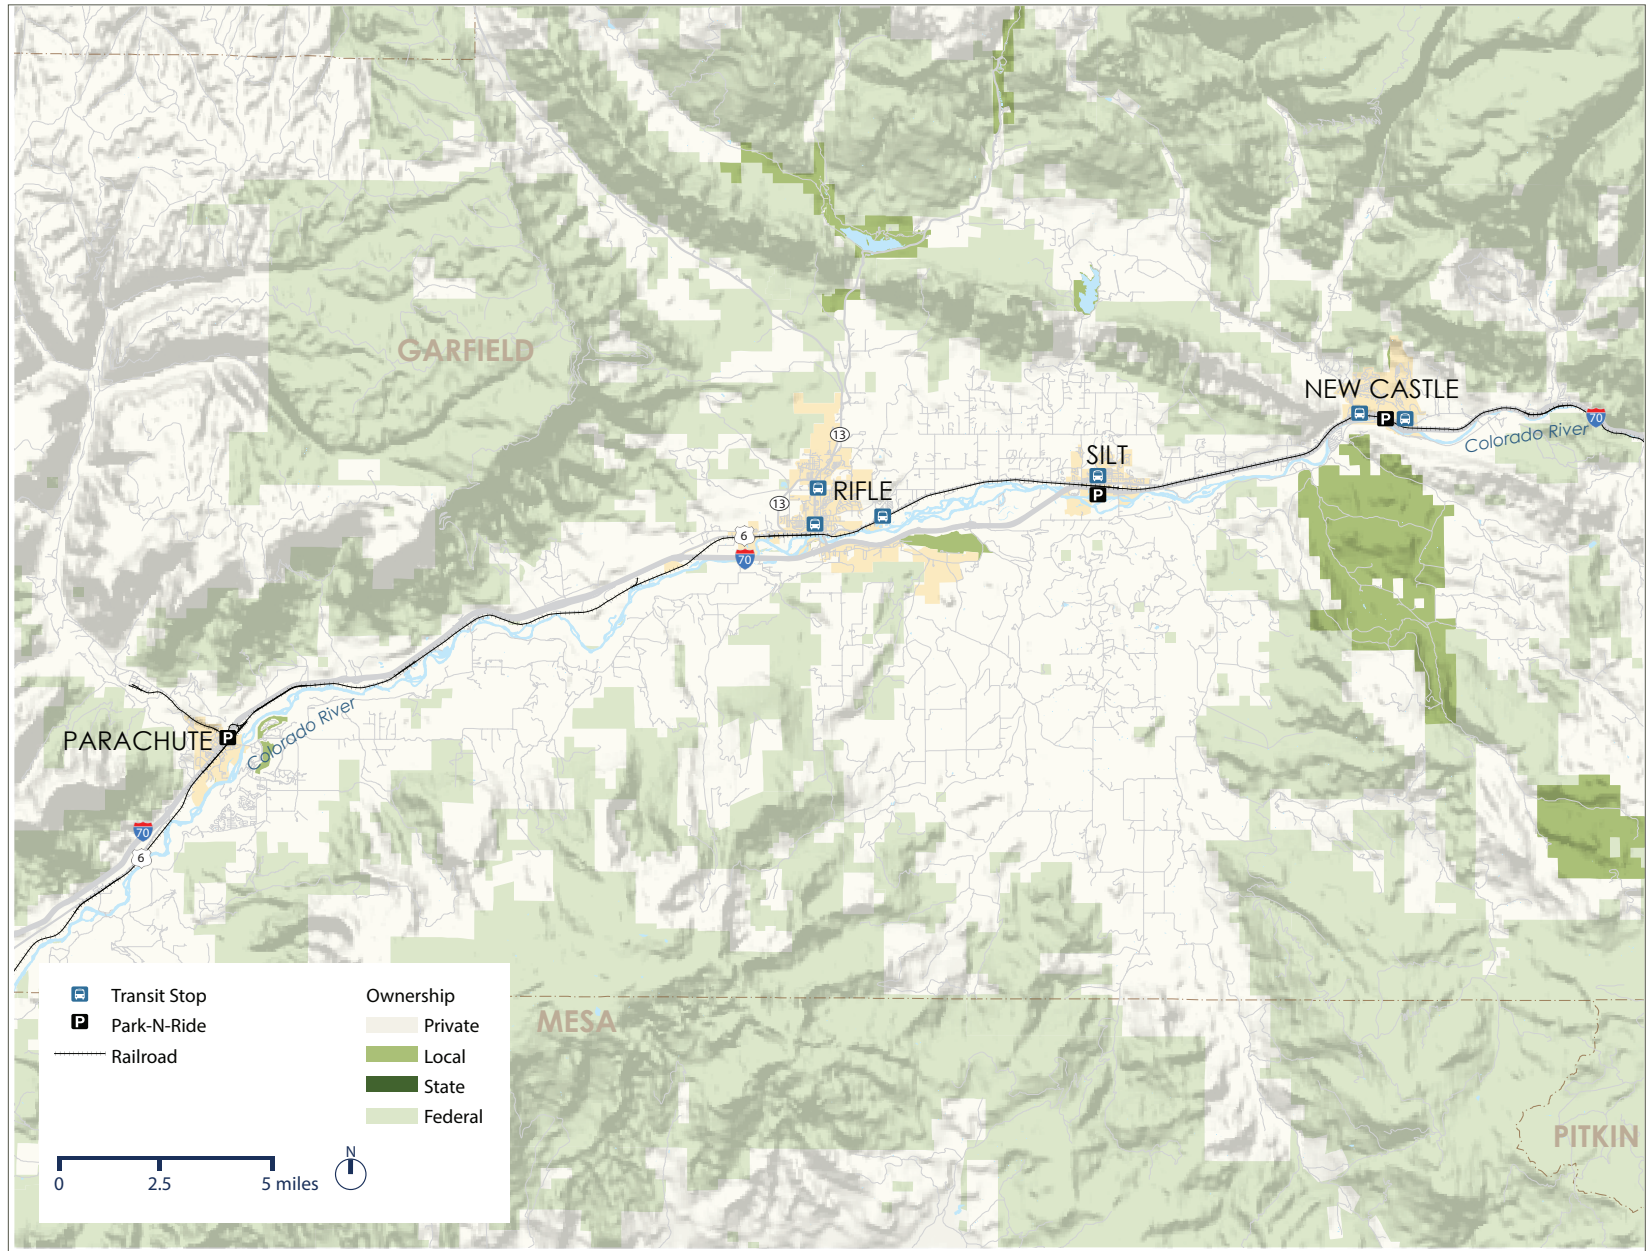 GARFIELD
NEW CASTLE
P
70
Colorado River
13
SILT
P
13
RIFLE
6
70
PARACHUTE
P
Colorado River
70
6
MESA
PITKIN
Transit Stop
P
Park-N-Ride
Railroad
Ownership
Private
Local
State
Federal
N
0 2.5 5 miles